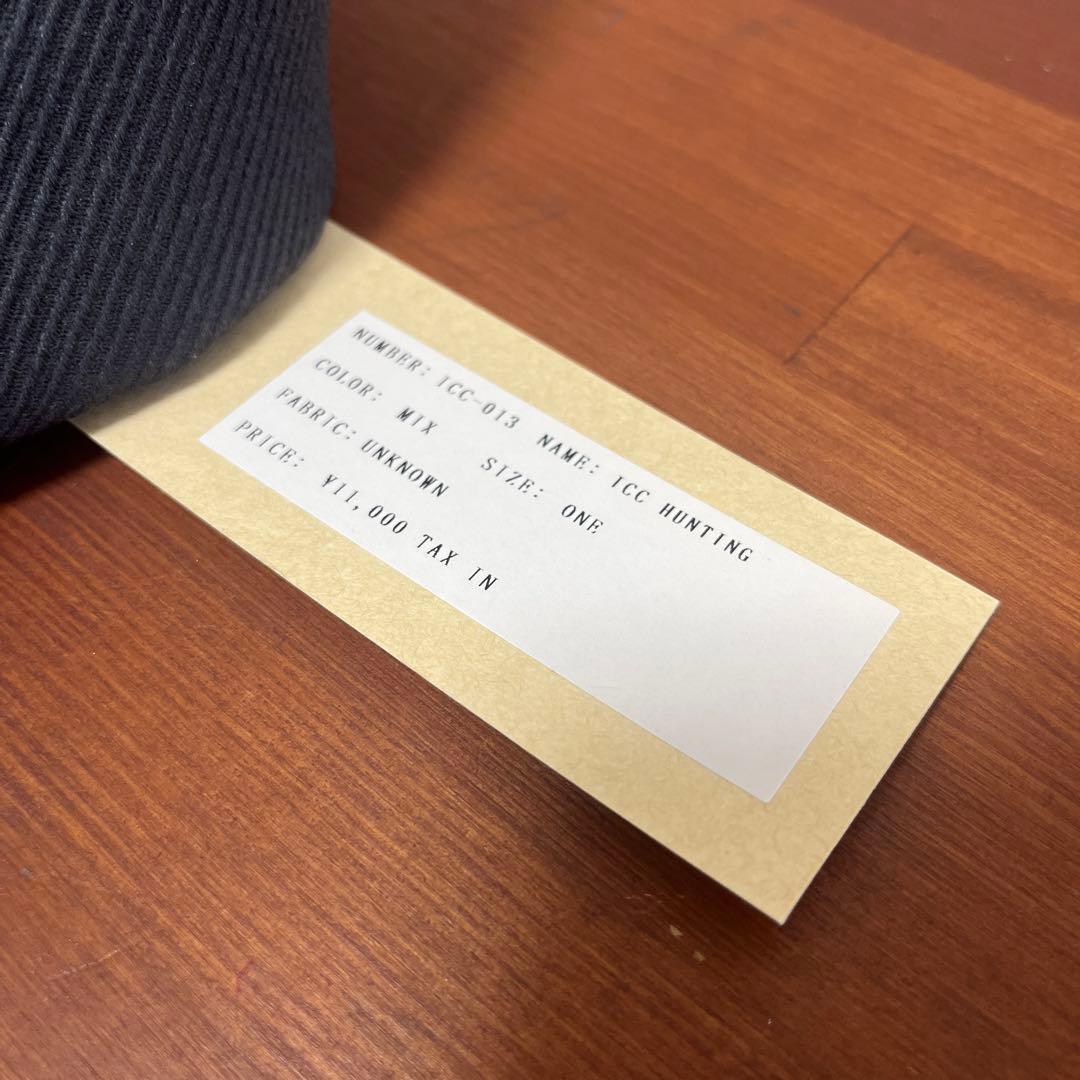 NUMBER: ICC-013 NAME: ICC HUNTING
COLOR: MIX SIZE: ONE
FABRIC: UNKNOWN
PRICE: ¥11,000 TAX IN